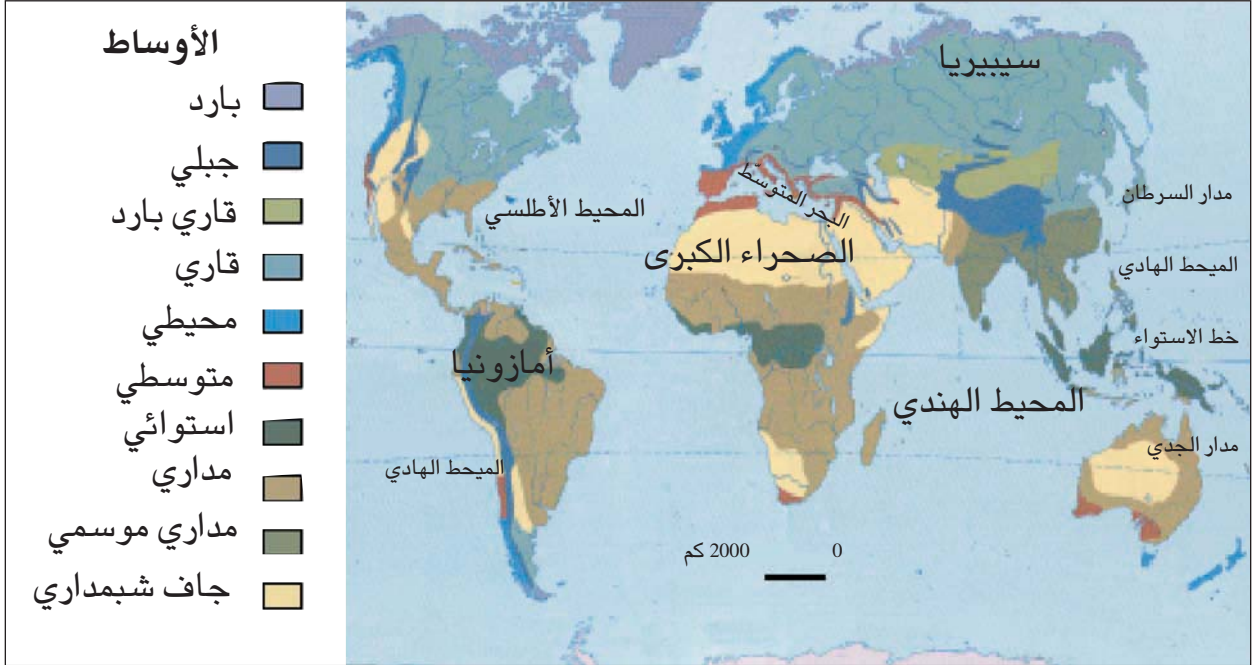 الأوساط
بارد
جبلي
قاري بارد
قاري
محيطي
متوسطي
استوائي
مداري
مداري موسمي
جاف شبمداري
سيبيريا
البحر المتوسّط
مدار السرطان
المحيط الأطلسي
الصحراء الكبرى
الميحط الهادي
خط الاستواء
أمازونيا
المحيط الهندي
مدار الجدي
الميحط الهادي
0 2000 كم